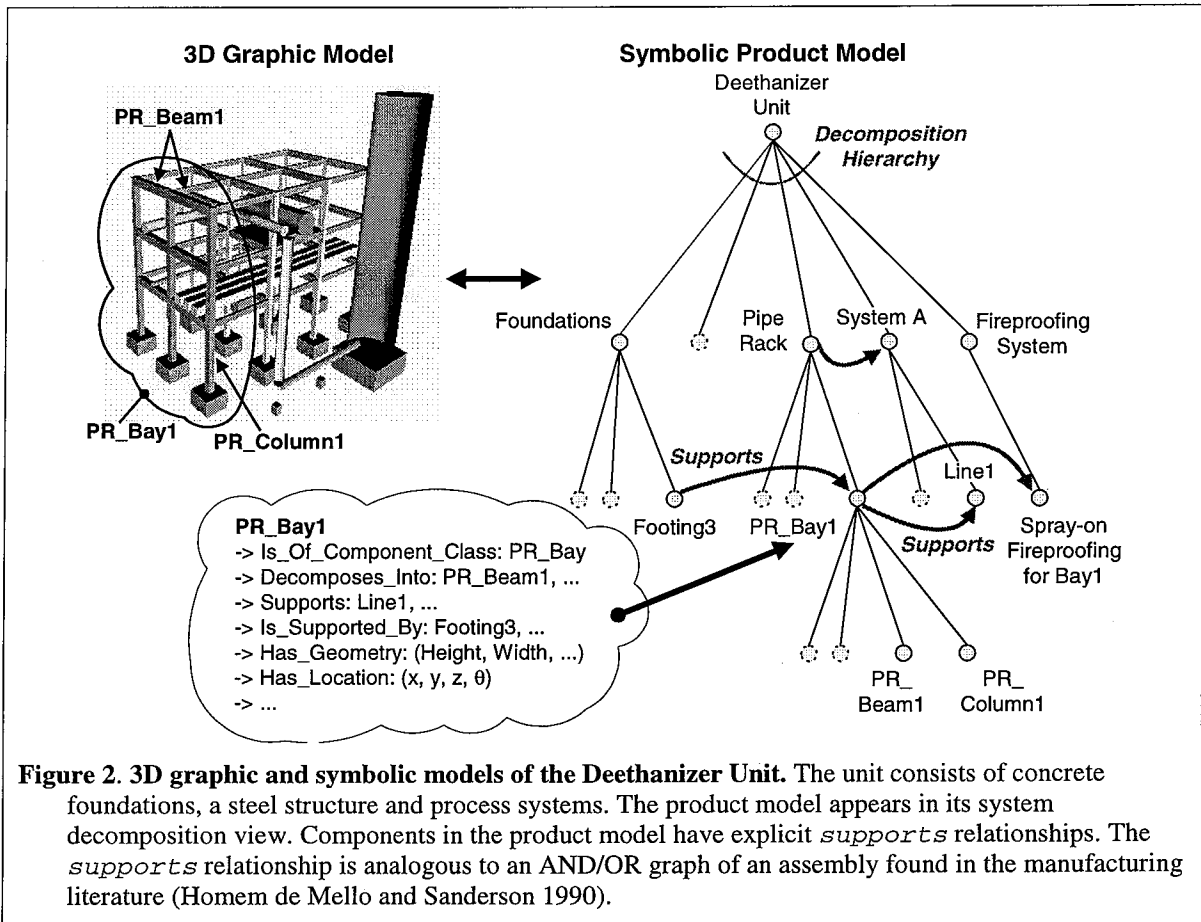 3D Graphic Model
PR_Beam1
PR_Bay1
PR_Column1
Symbolic Product Model
Deethanizer
Unit
Decomposition
Hierarchy
Foundations
Pipe
Rack
System A
Fireproofing
System
Supports
Line1
Footing3
PR_Bay1
Supports
Spray-on
Fireproofing
for Bay1
PR_
Beam1
PR_
Column1
PR_Bay1
-> Is_Of_Component_Class: PR_Bay
-> Decomposes_Into: PR_Beam1, ...
-> Supports: Line1, ...
-> Is_Supported_By: Footing3, ...
-> Has_Geometry: (Height, Width, ...)
-> Has_Location: (x, y, z, θ)
-> ...
Figure 2. 3D graphic and symbolic models of the Deethanizer Unit. The unit consists of concrete
foundations, a steel structure and process systems. The product model appears in its system
decomposition view. Components in the product model have explicit supports relationships. The
supports relationship is analogous to an AND/OR graph of an assembly found in the manufacturing
literature (Homem de Mello and Sanderson 1990).